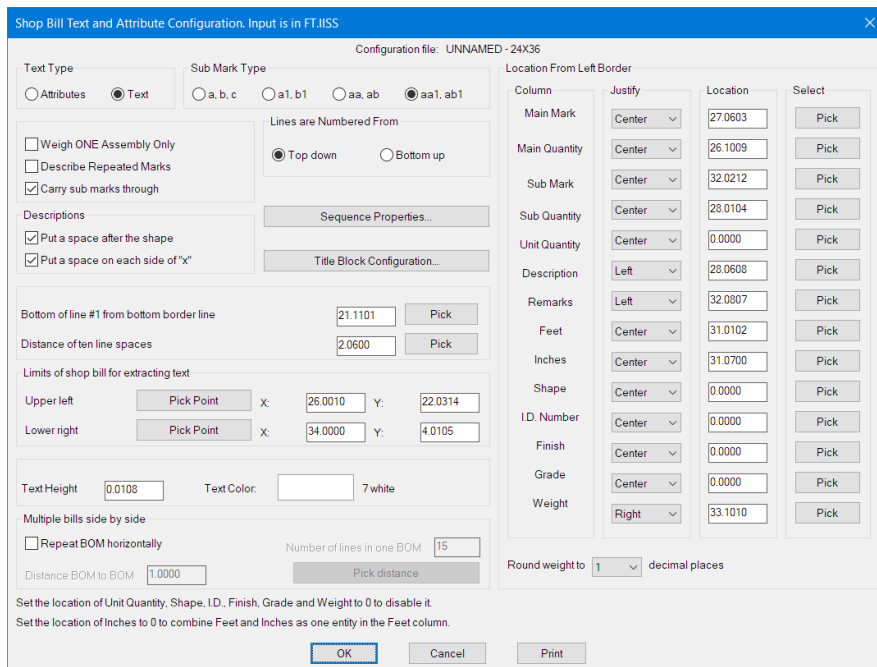 Shop Bill Text and Attribute Configuration. Input is in FT.IISS
Configuration file: UNNAMED - 24X36
Text Type
Attributes Text
Sub Mark Type
a, b, c a1, b1 aa, ab aa1, ab1
Weigh ONE Assembly Only
Describe Repeated Marks
Carry sub marks through
Lines are Numbered From
Top down Bottom up
Descriptions
Put a space after the shape
Put a space on each side of "x"
Sequence Properties...
Title Block Configuration...
Bottom of line #1 from bottom border line 21.1101 Pick
Distance of ten line spaces 2.0600 Pick
Limits of shop bill for extracting text
Upper left Pick Point X: 26.0010 Y: 22.0314
Lower right Pick Point X: 34.0000 Y: 4.0105
Text Height 0.0108 Text Color: 7 white
Multiple bills side by side
Repeat BOM horizontally Number of lines in one BOM 15
Distance BOM to BOM 1.0000 Pick distance
Location From Left Border
Column Justify Location Select
Main Mark Center 27.0603 Pick
Main Quantity Center 26.1009 Pick
Sub Mark Center 32.0212 Pick
Sub Quantity Center 28.0104 Pick
Unit Quantity Center 0.0000 Pick
Description Left 28.0608 Pick
Remarks Left 32.0807 Pick
Feet Center 31.0102 Pick
Inches Center 31.0700 Pick
Shape Center 0.0000 Pick
I.D. Number Center 0.0000 Pick
Finish Center 0.0000 Pick
Grade Center 0.0000 Pick
Weight Right 33.1010 Pick
Round weight to 1 decimal places
Set the location of Unit Quantity, Shape, I.D., Finish, Grade and Weight to 0 to disable it.
Set the location of Inches to 0 to combine Feet and Inches as one entity in the Feet column.
OK Cancel Print